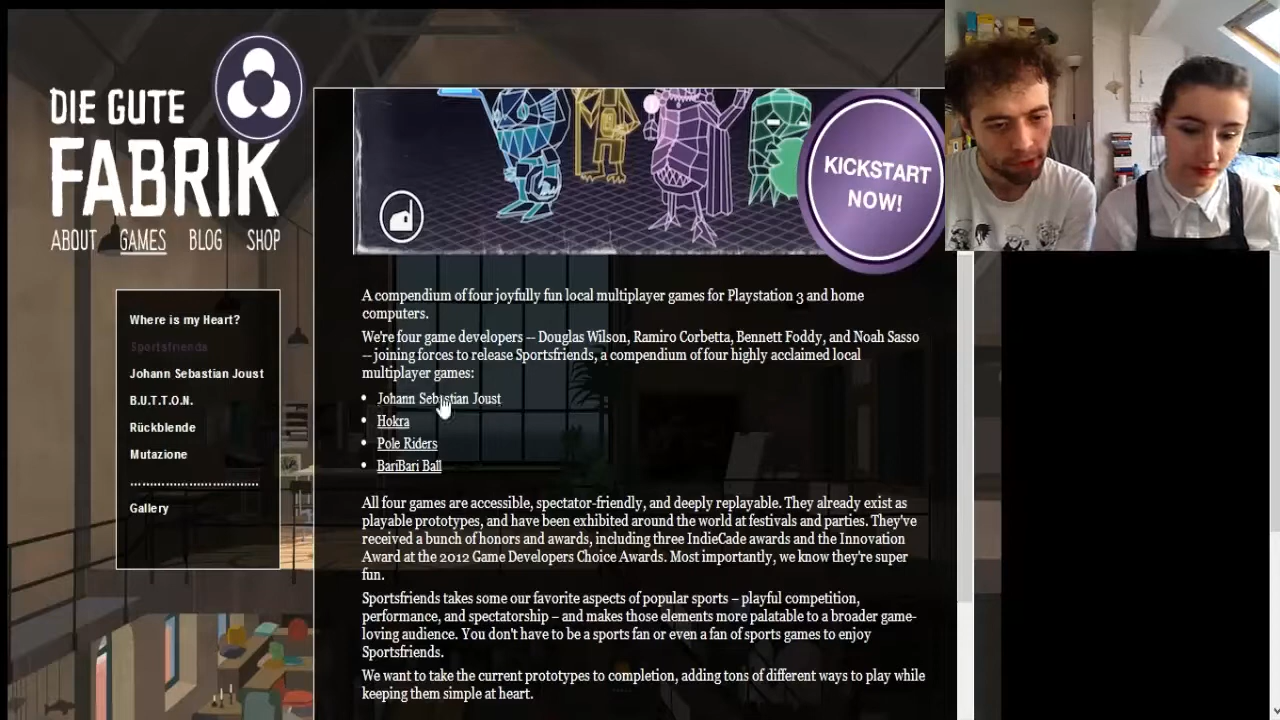 DIE GUTE
FABRIK
ABOUT GAMES BLOG SHOP
Where is my Heart?
Sportsfriends
Johann Sebastian Joust
B.U.T.T.O.N.
Rückblende
Mutazione
Gallery
KICKSTART
NOW!
A compendium of four joyfully fun local multiplayer games for Playstation 3 and home
computers.
We're four game developers – Douglas Wilson, Ramiro Corbetta, Bennett Foddy, and Noah Sasso
– joining forces to release Sportsfriends, a compendium of four highly acclaimed local
multiplayer games:
• Johann Sebastian Joust
• Hokra
• Pole Riders
• BariBari Ball
All four games are accessible, spectator-friendly, and deeply replayable. They already exist as
playable prototypes, and have been exhibited around the world at festivals and parties. They've
received a bunch of honors and awards, including three IndieCade awards and the Innovation
Award at the 2012 Game Developers Choice Awards. Most importantly, we know they're super
fun.
Sportsfriends takes some our favorite aspects of popular sports – playful competition,
performance, and spectatorship – and makes those elements more palatable to a broader game-
loving audience. You don't have to be a sports fan or even a fan of sports games to enjoy
Sportsfriends.
We want to take the current prototypes to completion, adding tons of different ways to play while
keeping them simple at heart.